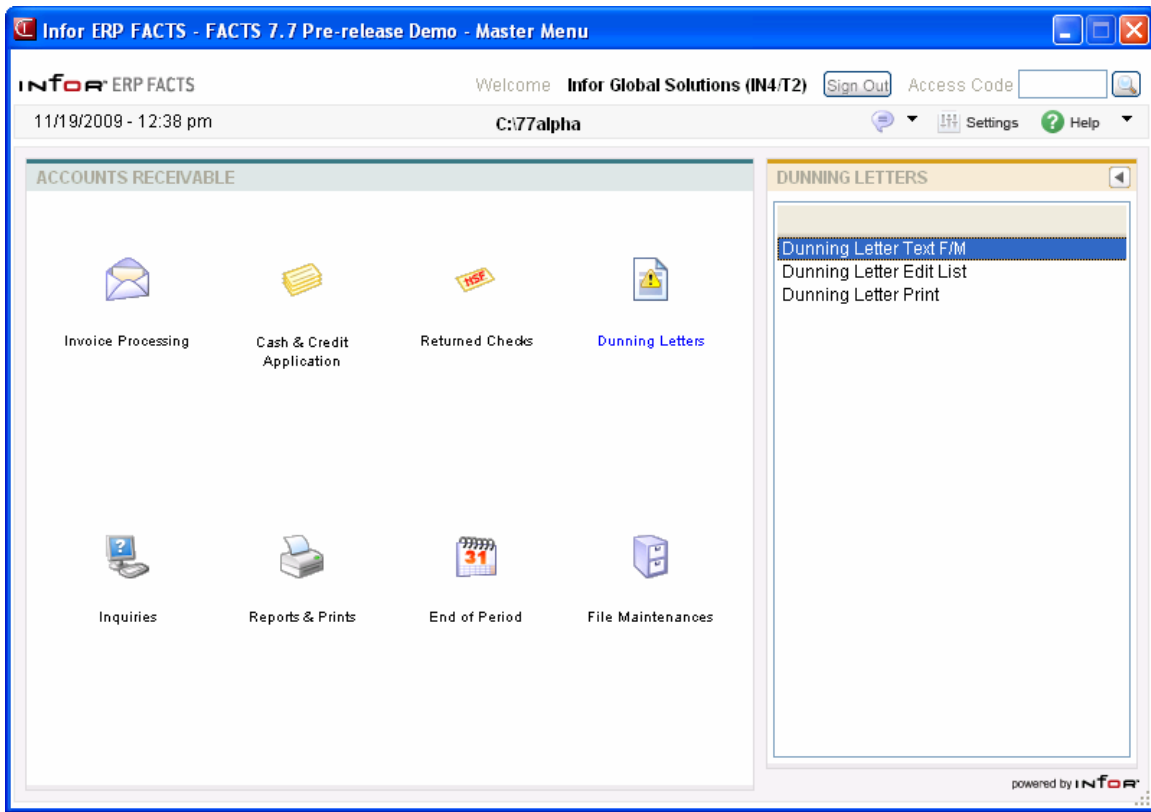 Infor ERP FACTS - FACTS 7.7 Pre-release Demo - Master Menu
infor ERP FACTS
Welcome Infor Global Solutions (IN4/T2) Sign Out Access Code
11/19/2009 - 12:38 pm C:\77alpha Settings Help
ACCOUNTS RECEIVABLE
DUNNING LETTERS
Dunning Letter Text F/M
Dunning Letter Edit List
Dunning Letter Print
NSF
Invoice Processing
Cash & Credit
Application
Returned Checks
Dunning Letters
31
Inquiries
Reports & Prints
End of Period
File Maintenances
powered by infor